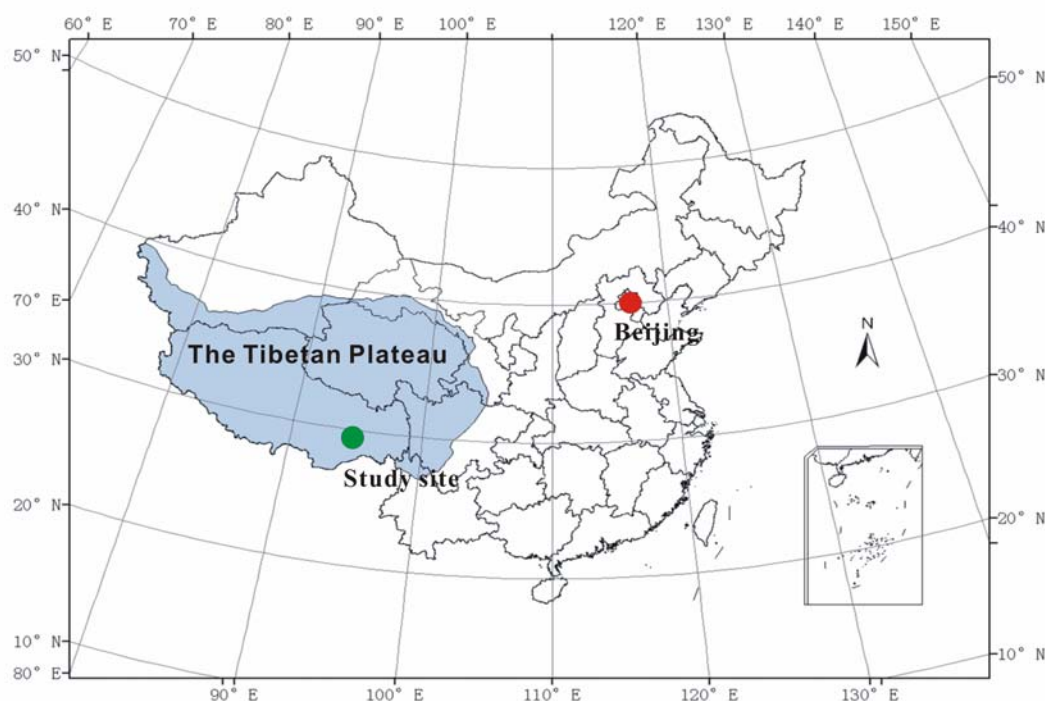 60° E 70° E 80° E 90° E 100° E 120° E 130° E 140° E 150° E
50° N
50° N
40° N
40° N
70° E
Beijing
N
30° N
The Tibetan Plateau
30° N
Study site
20° N
20° N
10° N
10° N
80° E
90° E 100° E 110° E 120° E 130° E